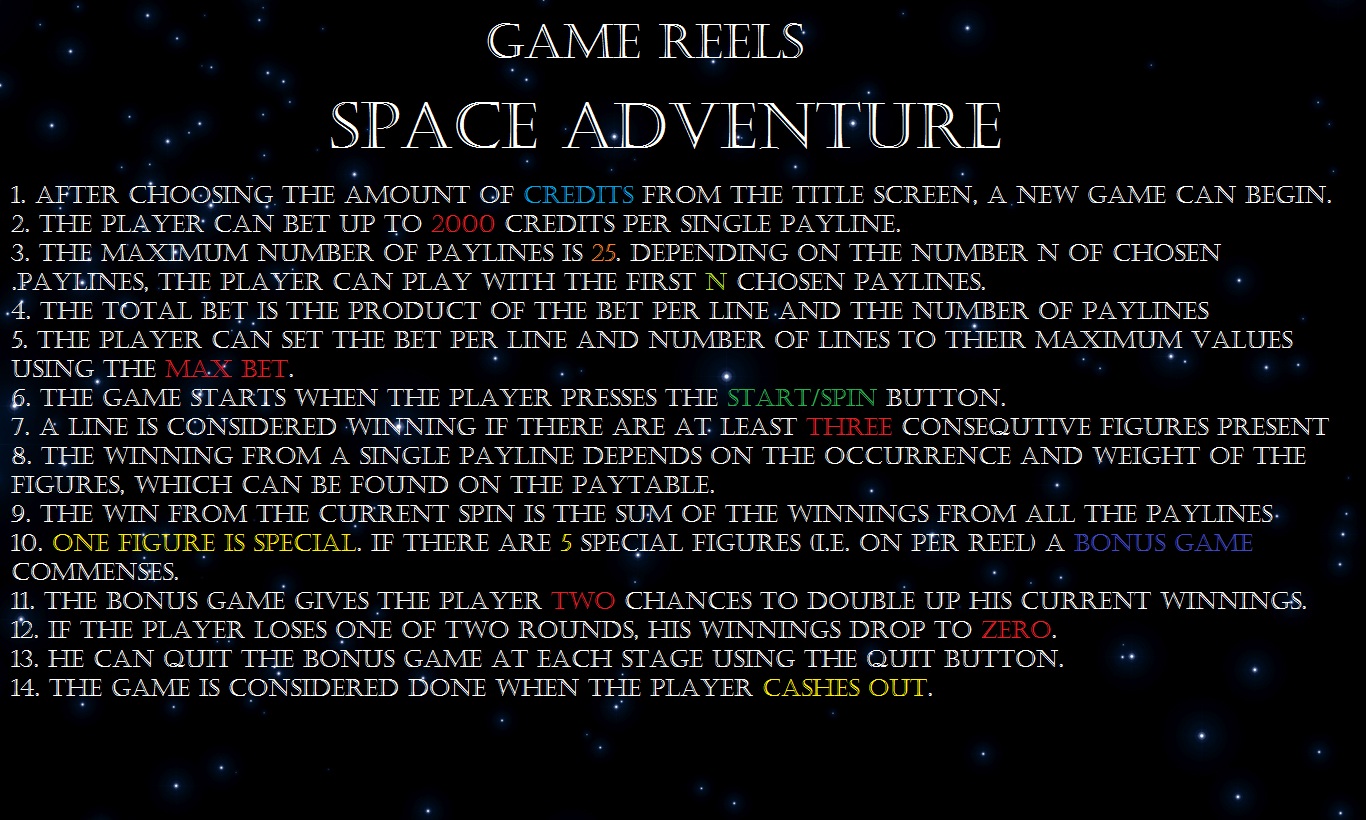 GAME REELS
SPACE ADVENTURE
1. AFTER CHOOSING THE AMOUNT OF CREDITS FROM THE TITLE SCREEN, A NEW GAME CAN BEGIN.
2. THE PLAYER CAN BET UP TO 2000 CREDITS PER SINGLE PAYLINE.
3. THE MAXIMUM NUMBER OF PAYLINES IS 25. DEPENDING ON THE NUMBER N OF CHOSEN
.PAYLINES, THE PLAYER CAN PLAY WITH THE FIRST N CHOSEN PAYLINES.
4. THE TOTAL BET IS THE PRODUCT OF THE BET PER LINE AND THE NUMBER OF PAYLINES
5. THE PLAYER CAN SET THE BET PER LINE AND NUMBER OF LINES TO THEIR MAXIMUM VALUES
USING THE MAX BET.
6. THE GAME STARTS WHEN THE PLAYER PRESSES THE START/SPIN BUTTON.
7. A LINE IS CONSIDERED WINNING IF THERE ARE AT LEAST THREE CONSEQUTIVE FIGURES PRESENT
8. THE WINNING FROM A SINGLE PAYLINE DEPENDS ON THE OCCURRENCE AND WEIGHT OF THE
FIGURES, WHICH CAN BE FOUND ON THE PAYTABLE.
9. THE WIN FROM THE CURRENT SPIN IS THE SUM OF THE WINNINGS FROM ALL THE PAYLINES
10. ONE FIGURE IS SPECIAL. IF THERE ARE 5 SPECIAL FIGURES (I.E. ON PER REEL) A BONUS GAME
COMMENSES.
11. THE BONUS GAME GIVES THE PLAYER TWO CHANCES TO DOUBLE UP HIS CURRENT WINNINGS.
12. IF THE PLAYER LOSES ONE OF TWO ROUNDS, HIS WINNINGS DROP TO ZERO.
13. HE CAN QUIT THE BONUS GAME AT EACH STAGE USING THE QUIT BUTTON.
14. THE GAME IS CONSIDERED DONE WHEN THE PLAYER CASHES OUT.